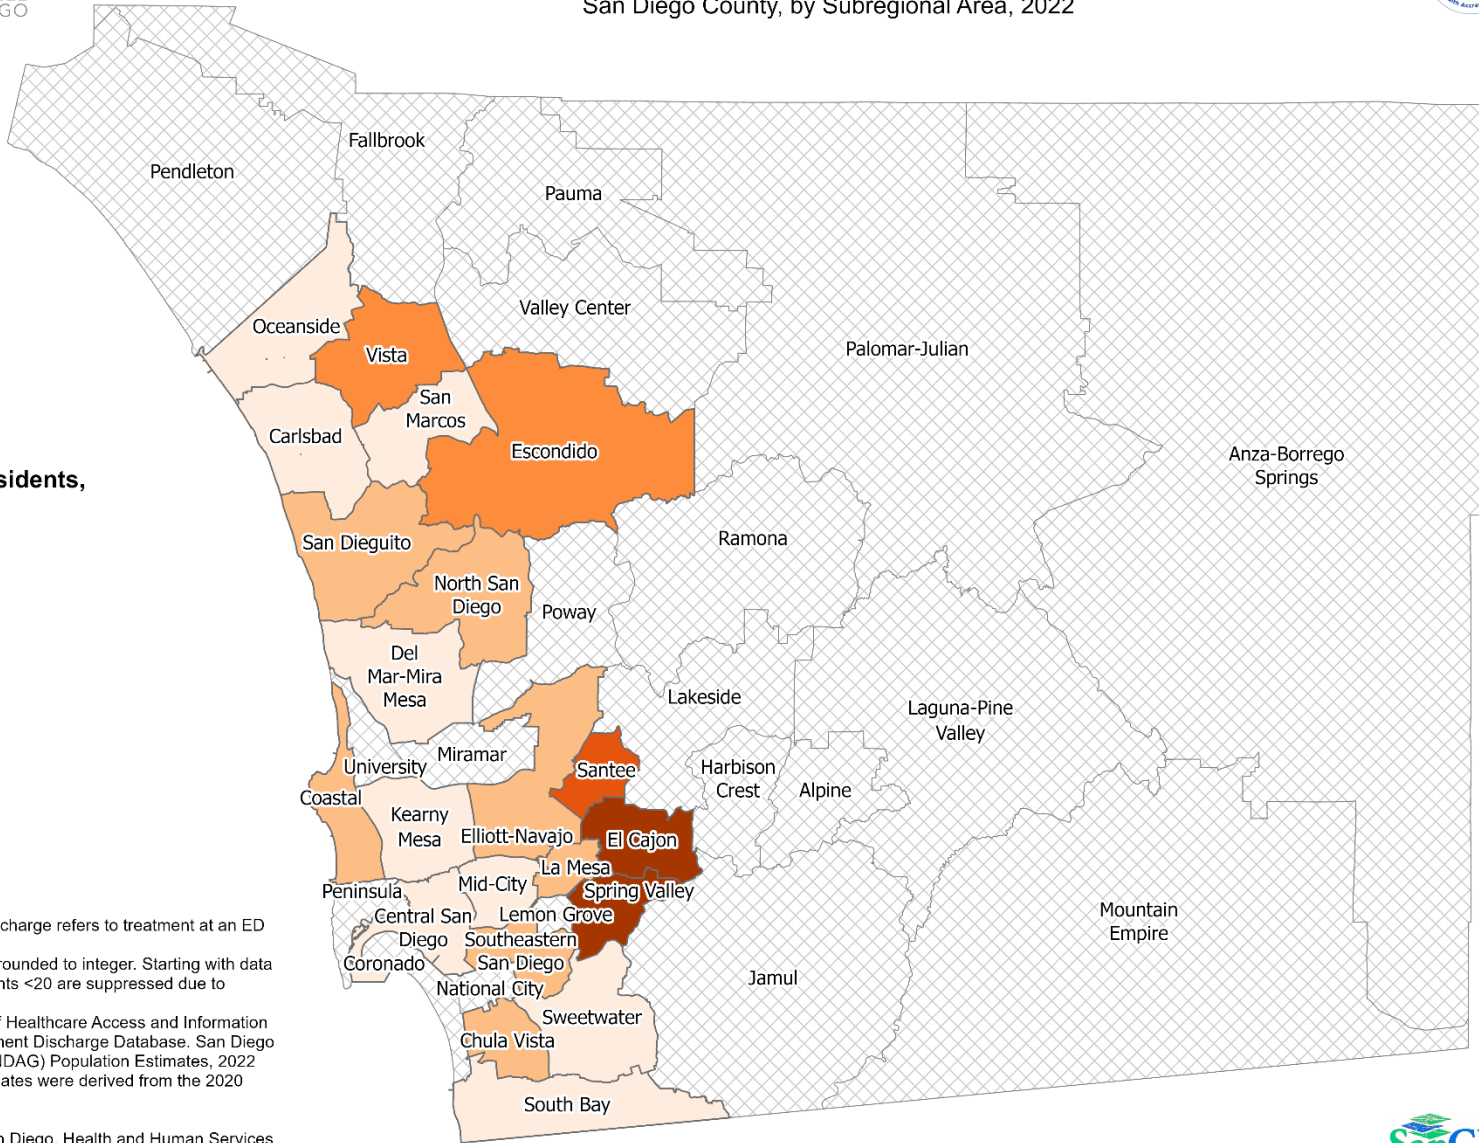 GO
San Diego County, by Subregional Area, 2022
Fallbrook
Pendleton
Pauma
Valley Center
Oceanside
Vista
Palomar-Julian
San
Marcos
Carlsbad
Escondido
Anza-Borrego
Springs
sidents,
San Dieguito
Ramona
North San
Diego
Poway
Del
Mar-Mira
Mesa
Lakeside
Laguna-Pine
Valley
Miramar
University
Santee
Harbison
Crest
Alpine
Coastal
Kearny
Mesa
Elliott-Navajo
El Cajon
La Mesa
Mid-City
Spring Valley
Peninsula
Central San
Diego
Lemon Grove
Mountain
Empire
Southeastern
San Diego
Coronado
National City
Jamul
Sweetwater
Chula Vista
South Bay
charge refers to treatment at an ED
rounded to integer. Starting with data
nts <20 are suppressed due to
f Healthcare Access and Information
nent Discharge Database. San Diego
NDAG) Population Estimates, 2022
ates were derived from the 2020
n Diego, Health and Human Services